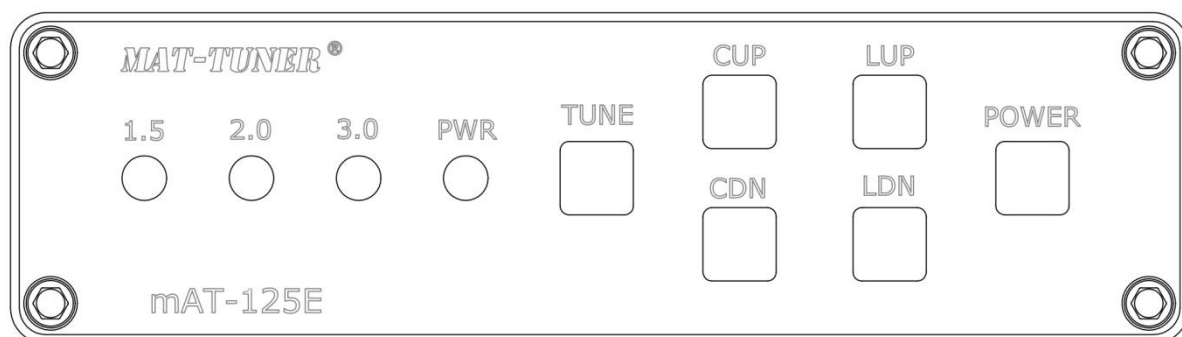 MAT-TUNER®
1.5 2.0 3.0 PWR TUNE CUP LUP POWER
CDN LDN
mAT-125E